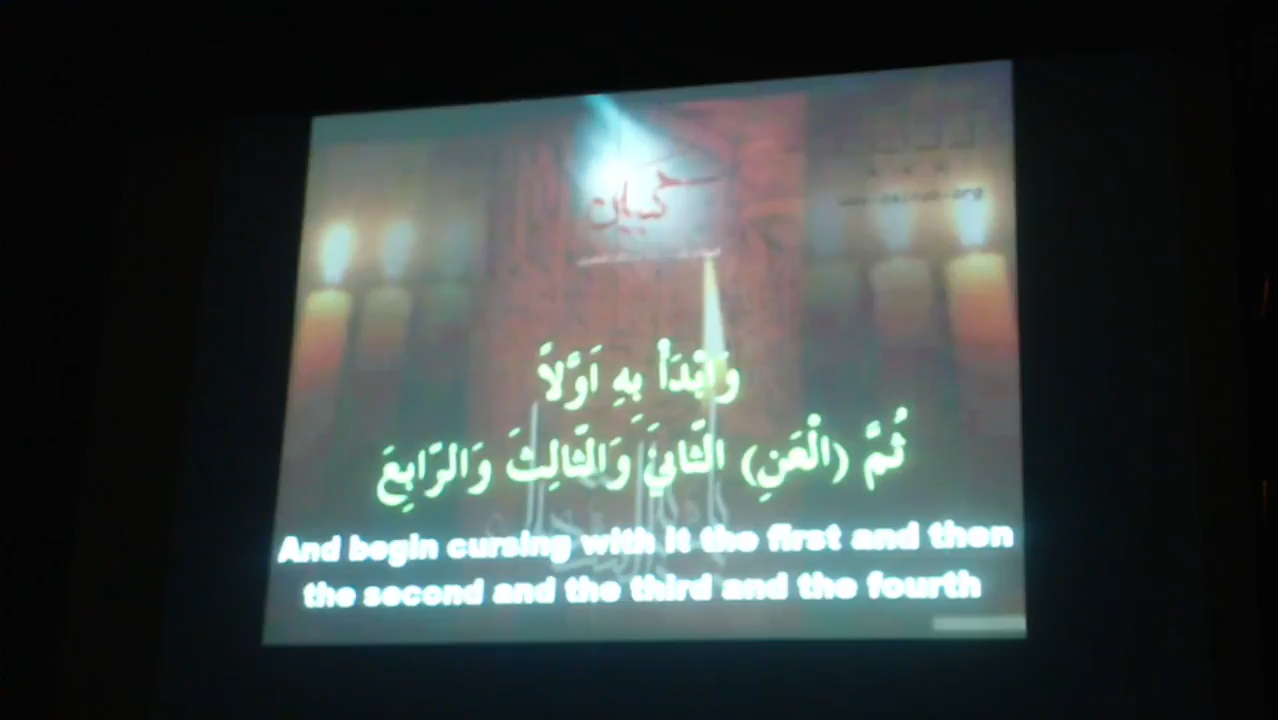 وَابْدَأْ بِهِ اَوَّلاً
ثُمَّ (الْعَنِ) الثَّانِيَ وَالثَّالِثَ وَالرَّابِعَ
And begin cursing with it the first and then
the second and the third and the fourth